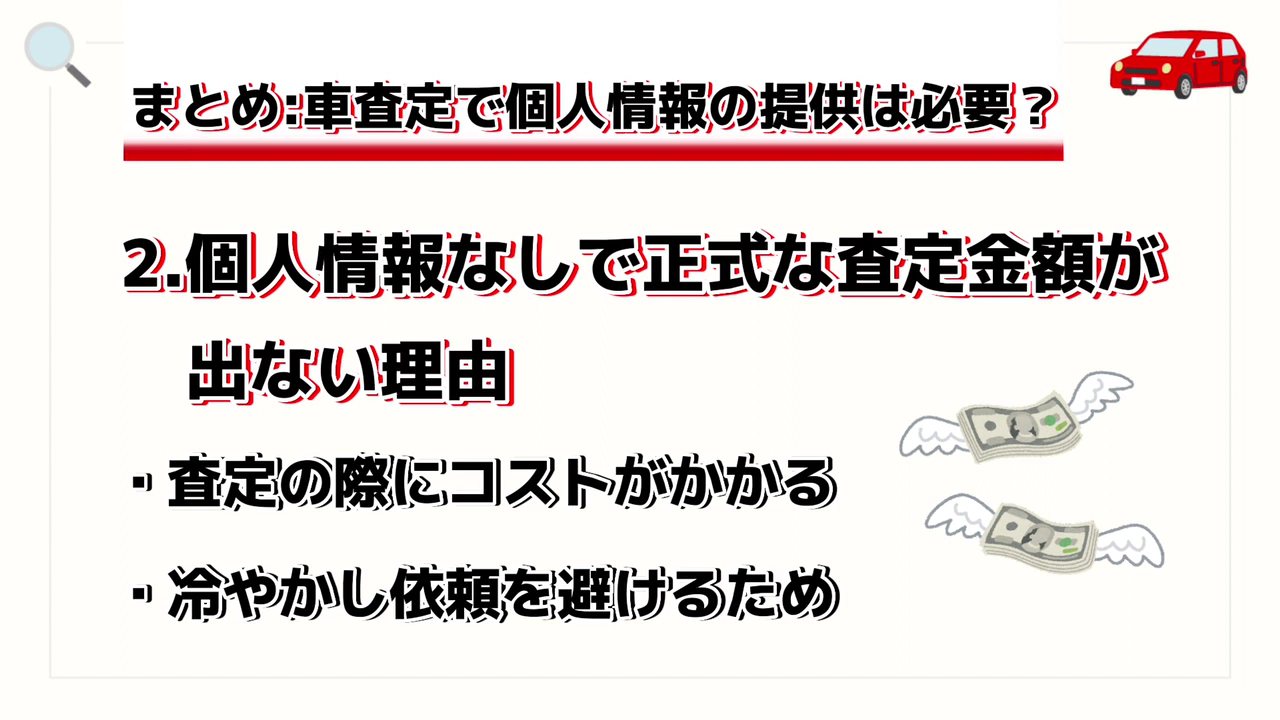 まとめ:車査定で個人情報の提供は必要？
2.個人情報なしで正式な査定金額が
出ない理由
・査定の際にコストがかかる
・冷やかし依頼を避けるため